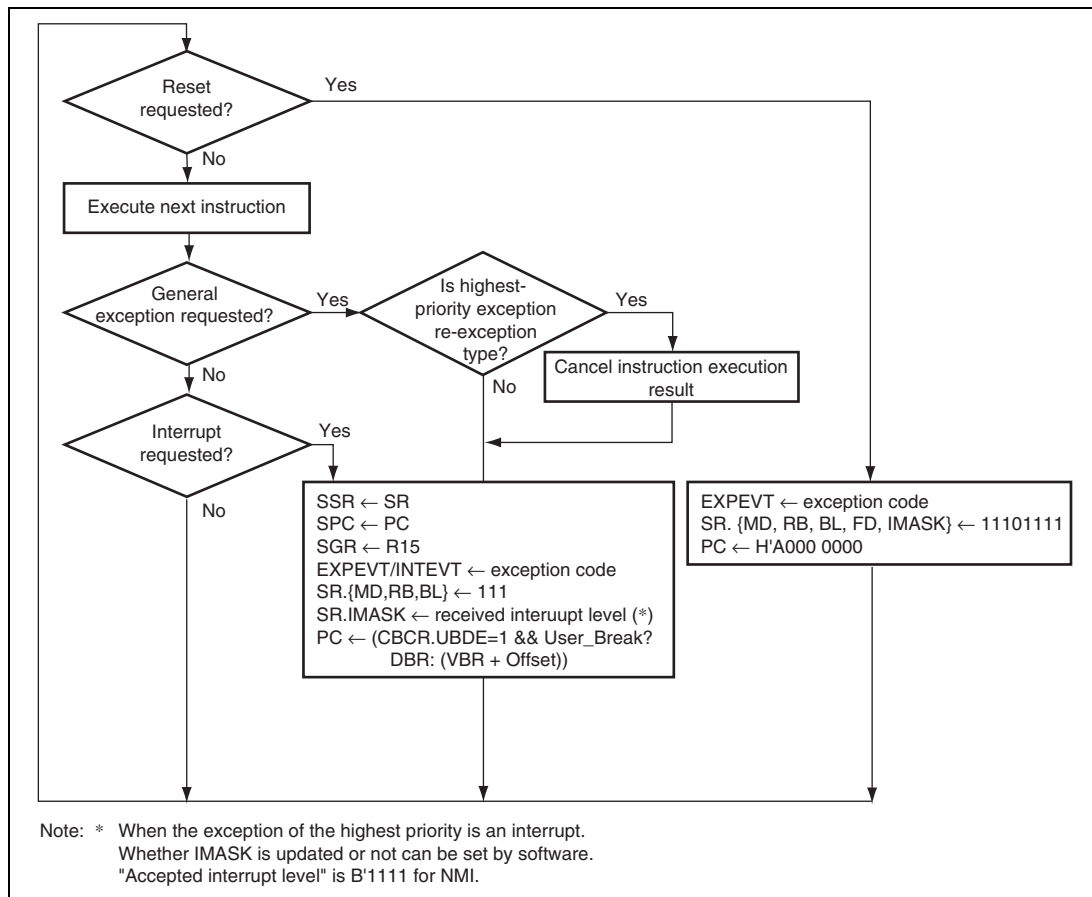 Reset
requested?
Yes
No
Execute next instruction
General
exception requested?
Yes
No
Is highest-
priority exception
re-exception
type?
Yes
No
Cancel instruction execution
result
Interrupt
requested?
Yes
No
SSR ← SR
SPC ← PC
SGR ← R15
EXPEVT/INTEVT ← exception code
SR.{MD,RB,BL} ← 111
SR.IMASK ← received interuupt level (*)
PC ← (CBCR.UBDE=1 && User_Break?
DBR: (VBR + Offset))
EXPEVT ← exception code
SR. {MD, RB, BL, FD, IMASK} ← 11101111
PC ← H'A000 0000
Note: * When the exception of the highest priority is an interrupt.
Whether IMASK is updated or not can be set by software.
"Accepted interrupt level" is B'1111 for NMI.